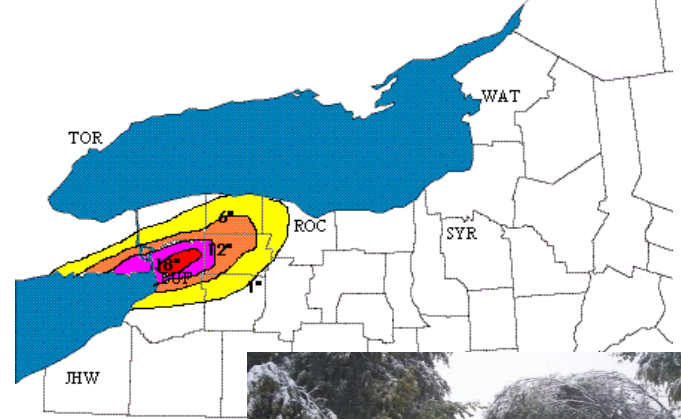 WAT
TOR
6"
ROC
SYR
12"
18"
BUF
1"
JHW